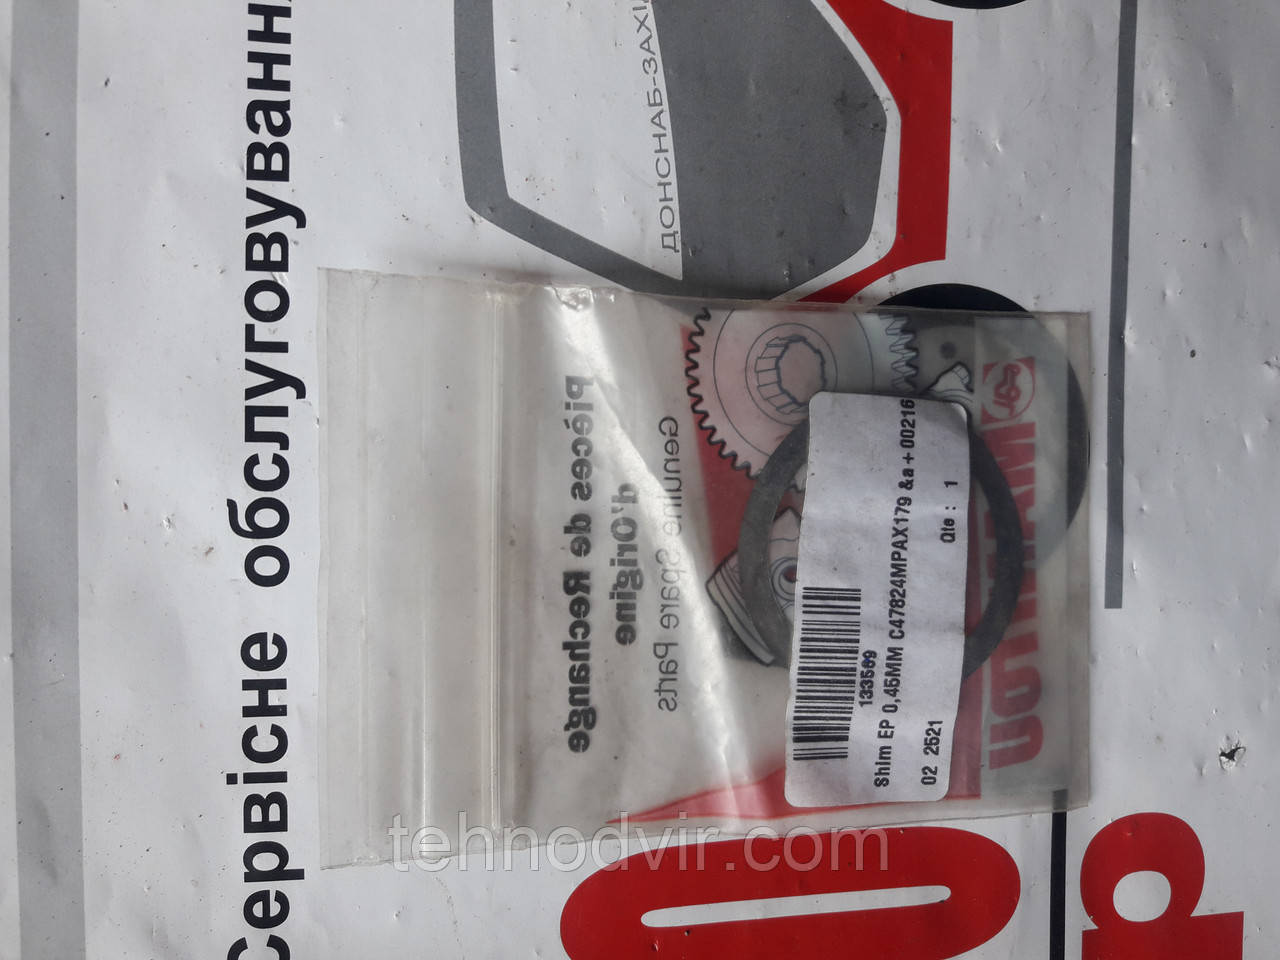 Сервісне обслуговуванн
ДОНСНАБ-ЗАХІД
Pièces de Rechange
d'Origine
Genuine Spare Parts
133569
Shim EP 0,45MM C47824MPAX179 &a+00216
02 2521 Qte : 1
MANITOU
tehnodvir.com